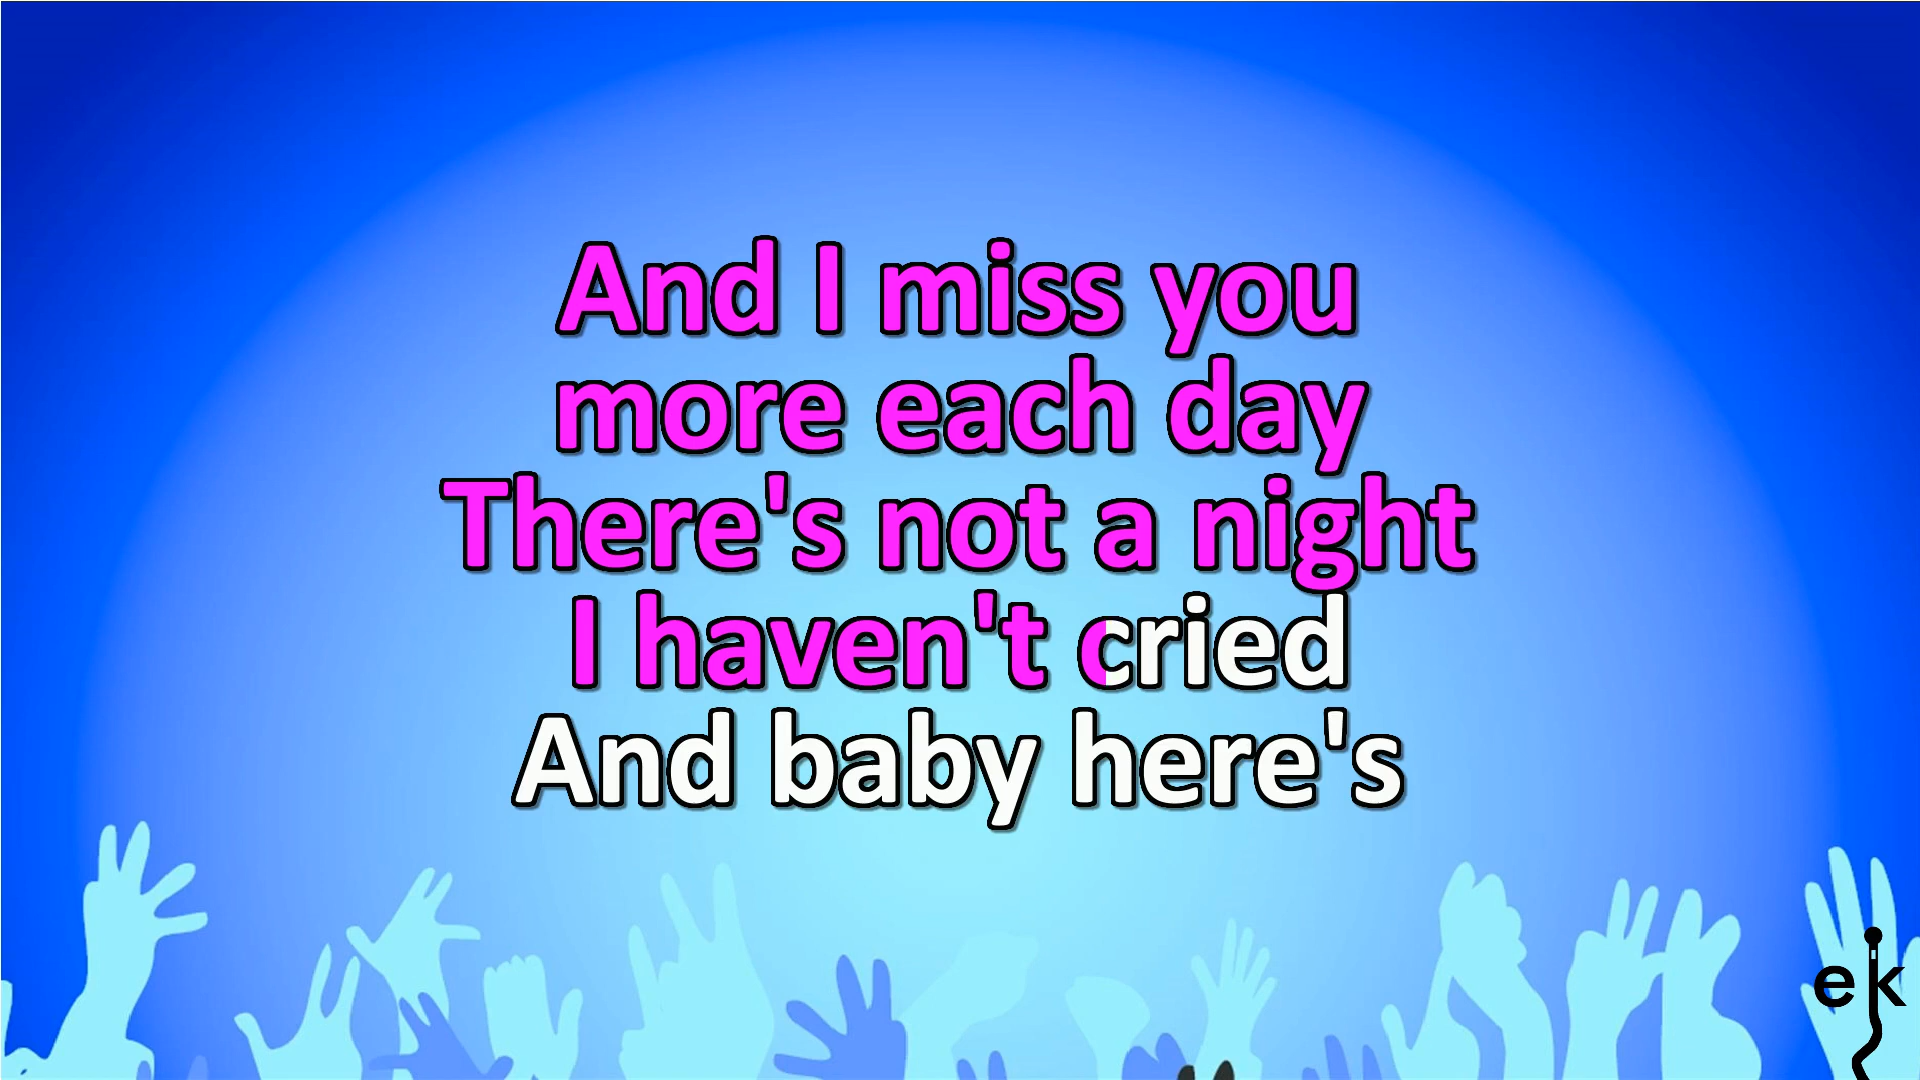 And I miss you
more each day
There's not a night
I haven't cried
And baby here's
ek